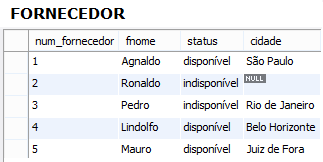 FORNECEDOR
num_fornecedor fnome status cidade
1 Agnaldo disponível São Paulo
2 Ronaldo indisponível NULL
3 Pedro indisponível Rio de Janeiro
4 Lindolfo disponível Belo Horizonte
5 Mauro disponível Juiz de Fora